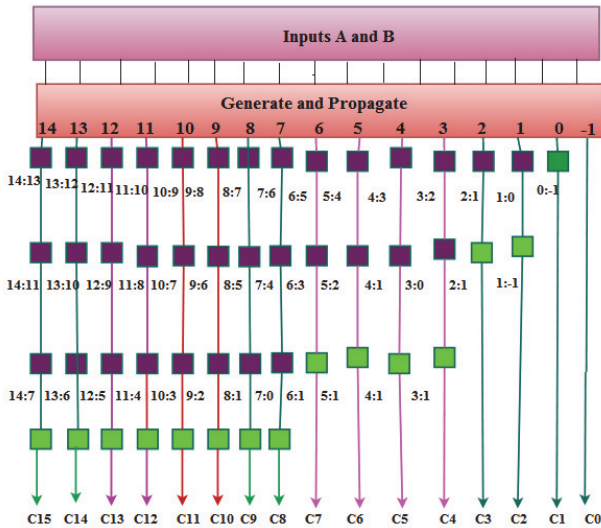 Inputs A and B
Generate and Propagate
14 13 12 11 10 9 8 7 6 5 4 3 2 1 0 -1
14:13 13:12 12:11 11:10 10:9 9:8 8:7 7:6 6:5 5:4 4:3 3:2 2:1 1:0 0:-1
14:11 13:10 12:9 11:8 10:7 9:6 8:5 7:4 6:3 5:2 4:1 3:0 2:1 1:-1
14:7 13:6 12:5 11:4 10:3 9:2 8:1 7:0 6:1 5:1 4:1 3:1
C15 C14 C13 C12 C11 C10 C9 C8 C7 C6 C5 C4 C3 C2 C1 C0